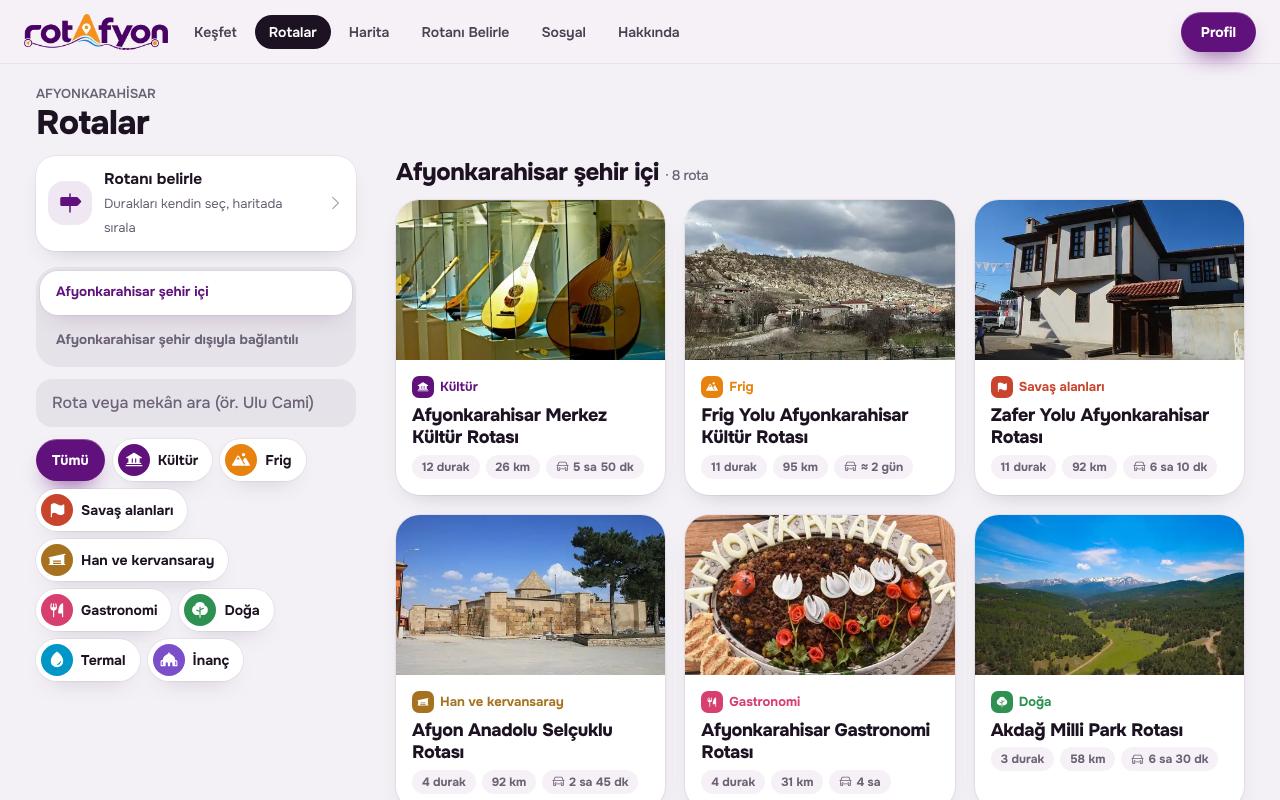 rotAfyon
Keşfet
Rotalar
Harita
Rotanı Belirle
Sosyal
Hakkında
Profil
AFYONKARAHİSAR
Rotalar
Rotanı belirle
Durakları kendin seç, haritada
sırala
Afyonkarahisar şehir içi
Afyonkarahisar şehir dışıyla bağlantılı
Rota veya mekân ara (ör. Ulu Cami)
Tümü
Kültür
Frig
Savaş alanları
Han ve kervansaray
Gastronomi
Doğa
Termal
İnanç
Afyonkarahisar şehir içi · 8 rota
Kültür
Afyonkarahisar Merkez
Kültür Rotası
12 durak
26 km
5 sa 50 dk
Frig
Frig Yolu Afyonkarahisar
Kültür Rotası
11 durak
95 km
≈ 2 gün
Savaş alanları
Zafer Yolu Afyonkarahisar
Rotası
11 durak
92 km
6 sa 10 dk
Han ve kervansaray
Afyon Anadolu Selçuklu
Rotası
4 durak
92 km
2 sa 45 dk
AFYONKARAHİSAR
Gastronomi
Afyonkarahisar Gastronomi
Rotası
4 durak
31 km
4 sa
Doğa
Akdağ Milli Park Rotası
3 durak
58 km
6 sa 30 dk